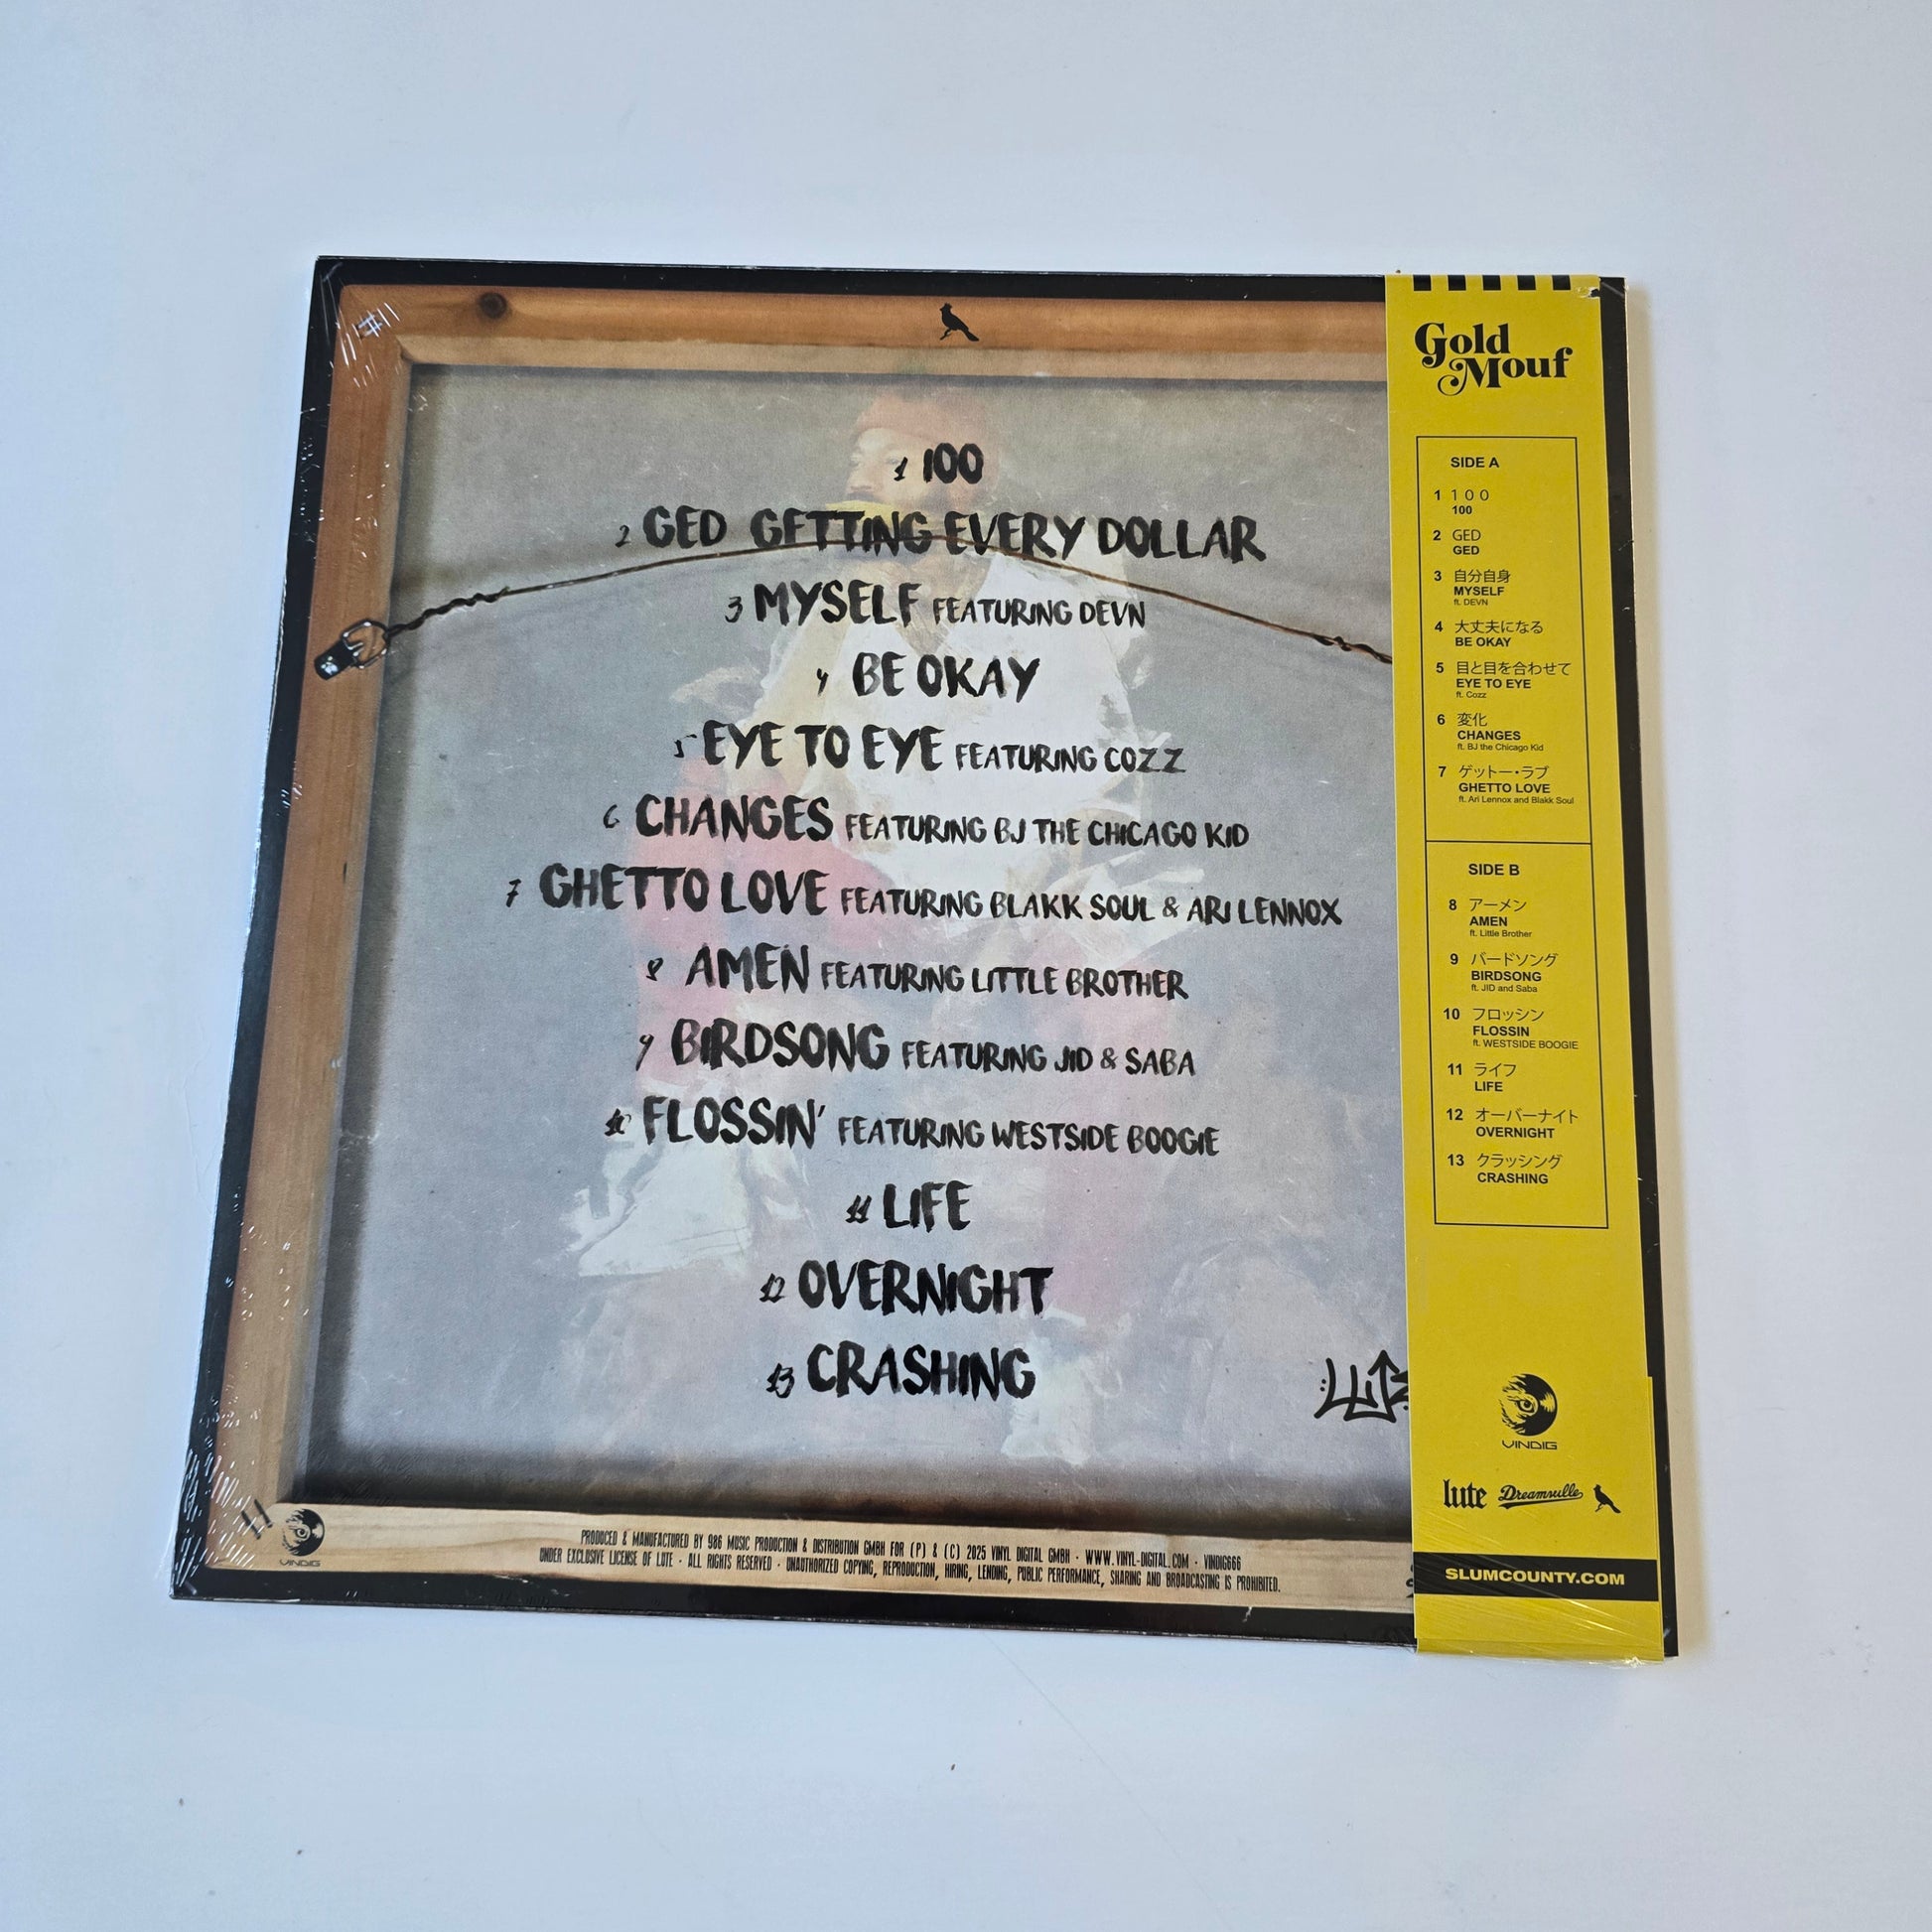 1 100
2 GED GETTING EVERY DOLLAR
3 MYSELF FEATURING DEVN
4 BE OKAY
5 EYE TO EYE FEATURING COZZ
6 CHANGES FEATURING BJ THE CHICAGO KID
7 GHETTO LOVE FEATURING BLAKK SOUL & ARI LENNOX
8 AMEN FEATURING LITTLE BROTHER
9 BIRDSONG FEATURING JID & SABA
10 FLOSSIN' FEATURING WESTSIDE BOOGIE
11 LIFE
12 OVERNIGHT
13 CRASHING
VINDIG
PRODUCED & MANUFACTURED BY 986 MUSIC PRODUCTION & DISTRIBUTION GMBH FOR (P) & (C) 2025 VINYL DIGITAL GMBH · WWW.VINYL-DIGITAL.COM · VINDIG666
UNDER EXCLUSIVE LICENSE OF LUTE · ALL RIGHTS RESERVED · UNAUTHORIZED COPYING, REPRODUCTION, HIRING, LENDING, PUBLIC PERFORMANCE, SHARING AND BROADCASTING IS PROHIBITED.
Gold
Mouf
SIDE A
1 １００
100
2 GED
GED
3 自分自身
MYSELF
ft. DEVN
4 大丈夫になる
BE OKAY
5 目と目を合わせて
EYE TO EYE
ft. Cozz
6 変化
CHANGES
ft. BJ the Chicago Kid
7 ゲットー・ラブ
GHETTO LOVE
ft. Ari Lennox and Blakk Soul
SIDE B
8 アーメン
AMEN
ft. Little Brother
9 バードソング
BIRDSONG
ft. JID and Saba
10 フロッシン
FLOSSIN
ft. WESTSIDE BOOGIE
11 ライフ
LIFE
12 オーバーナイト
OVERNIGHT
13 クラッシング
CRASHING
VINDIG
lute Dreamville
SLUMCOUNTY.COM